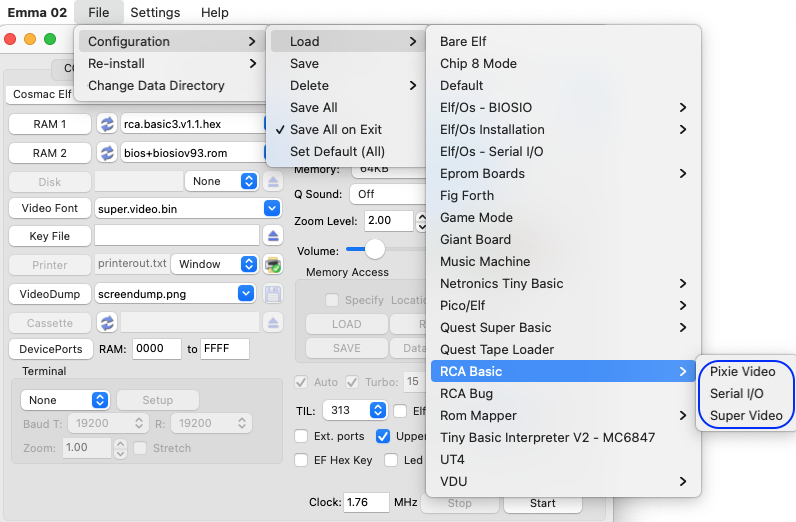 Emma 02 File Settings Help
Configuration
Re-install
Change Data Directory
Load
Save
Delete
Save All
✓ Save All on Exit
Set Default (All)
Bare Elf
Chip 8 Mode
Default
Elf/Os - BIOSIO
Elf/Os Installation
Elf/Os - Serial I/O
Eprom Boards
Fig Forth
Game Mode
Giant Board
Music Machine
Netronics Tiny Basic
Pico/Elf
Quest Super Basic
Quest Tape Loader
RCA Basic
RCA Bug
Rom Mapper
Tiny Basic Interpreter V2 - MC6847
UT4
VDU
Pixie Video
Serial I/O
Super Video
Cosmac Elf
RAM 1 rca.basic3.v1.1.hex
RAM 2 bios+biosiov93.rom
Disk None
Video Font super.video.bin
Key File
Printer printerout.txt Window
VideoDump screendump.png
Cassette
DevicePorts RAM: 0000 to FFFF
Terminal
None Setup
Baud T: 19200 R: 19200
Zoom: 1.00 Stretch
Memory: 64KB
Q Sound: Off
Zoom Level: 2.00
Volume:
Memory Access
Specify Locatio
LOAD R
SAVE Data
Auto Turbo: 15
TIL: 313 Elf
Ext. ports Upper
EF Hex Key Led
Clock: 1.76 MHz Stop Start